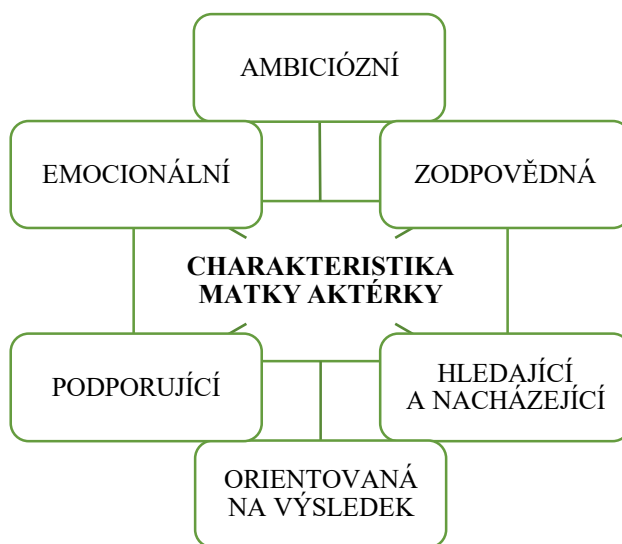 AMBICIÓZNÍ
EMOCIONÁLNÍ
ZODPOVĚDNÁ
CHARAKTERISTIKA
MATKY AKTÉRKY
PODPORUJÍCÍ
HLEDAJÍCÍ
A NACHÁZEJÍCÍ
ORIENTOVANÁ
NA VÝSLEDEK